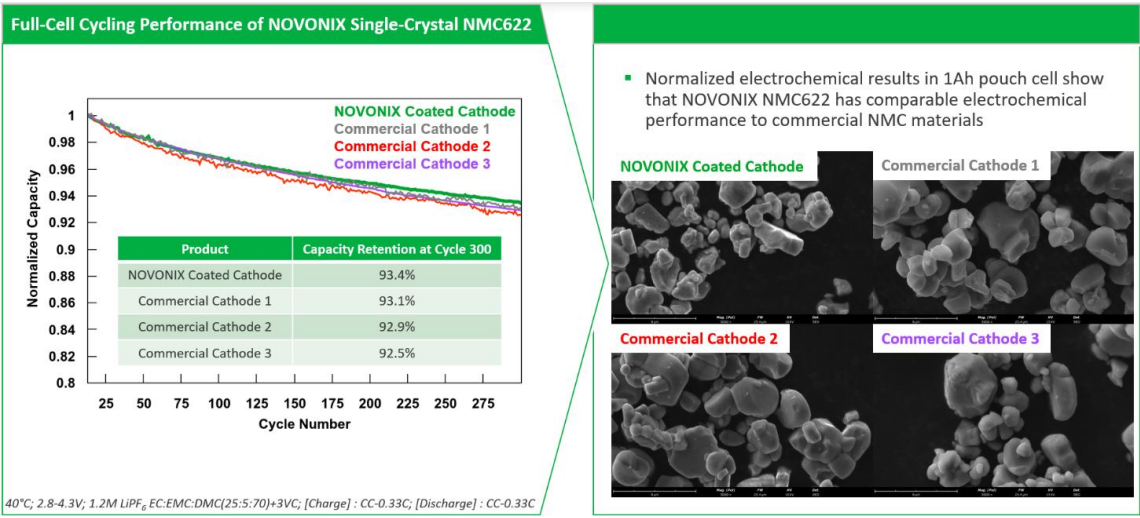 Full-Cell Cycling Performance of NOVONIX Single-Crystal NMC622
Normalized Capacity
1
0.98
0.96
0.94
0.92
0.9
0.88
0.86
0.84
0.82
0.8
NOVONIX Coated Cathode
Commercial Cathode 1
Commercial Cathode 2
Commercial Cathode 3
Product Capacity Retention at Cycle 300
NOVONIX Coated Cathode 93.4%
Commercial Cathode 1 93.1%
Commercial Cathode 2 92.9%
Commercial Cathode 3 92.5%
25 50 75 100 125 150 175 200 225 250 275
Cycle Number
40°C; 2.8-4.3V; 1.2M LiPF₆ EC:EMC:DMC(25:5:70)+3VC; [Charge] : CC-0.33C; [Discharge] : CC-0.33C
▪ Normalized electrochemical results in 1Ah pouch cell show
that NOVONIX NMC622 has comparable electrochemical
performance to commercial NMC materials
NOVONIX Coated Cathode
Commercial Cathode 1
Commercial Cathode 2
Commercial Cathode 3